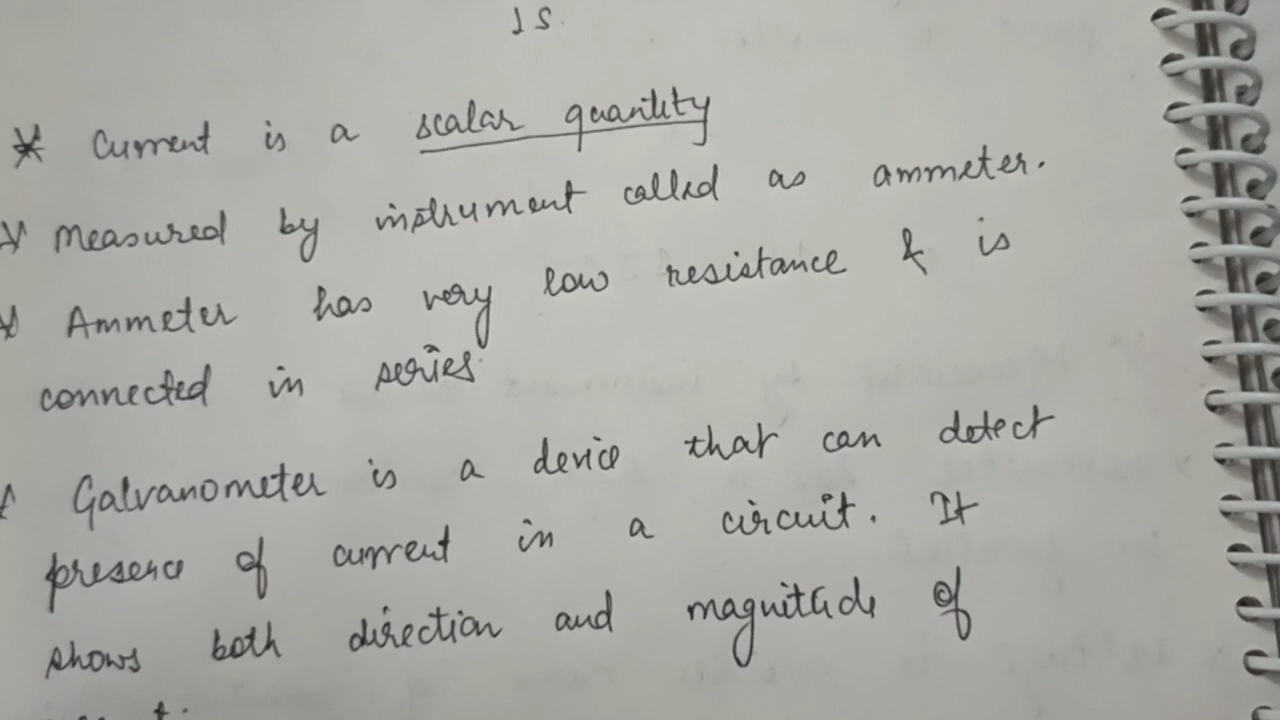 1 S
* Current is a scalar quantity
* Measured by instrument called as ammeter.
* Ammeter has very low resistance & is
connected in series.
* Galvanometer is a device that can detect
presence of current in a circuit. It
shows both direction and magnitude of